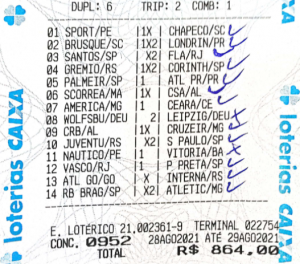 DUPL: 6 TRIP: 2 COMB: 1
01 SPORT/PE |1X | CHAPECO/SC
02 BRUSQUE/SC |1X2| LONDRIN/PR
03 SANTOS/SP | X2| FLA/RJ
04 GREMIO/RS |1X2| CORINTH/SP
05 PALMEIR/SP |1 | ATL PR/PR
06 SCORREA/MA |1X | CSA/AL
07 AMERICA/MG |1 | CEARA/CE
08 WOLFSBU/DEU | 2| LEIPZIG/DEU
09 CRB/AL |1X | CRUZEIR/MG
10 JUVENTU/RS | X2| S PAULO/SP
11 NAUTICO/PE |1 | VITORIA/BA
12 VASCO/RJ |1 | P PRETA/SP
13 ATL GO/GO | X | INTERNA/RS
14 RB BRAG/SP | X2| ATLETIC/MG
E. LOTÉRICO 21.002361-9 TERMINAL 022754
CONC. 0952 28AGO2021 ATÉ 29AGO2021
TOTAL R$ 864,00
loterias CAIXA
loterias CAIXA